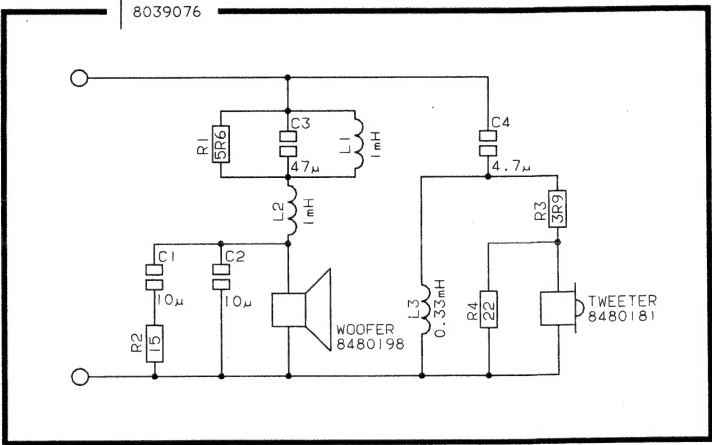 8039076
C3
C4
R1
5R6
L1
1mH
47μ
4.7μ
L2
1mH
R3
3R9
C1
C2
10μ
10μ
L3
0.33mH
R4
22
TWEETER
8480181
R2
15
WOOFER
8480198